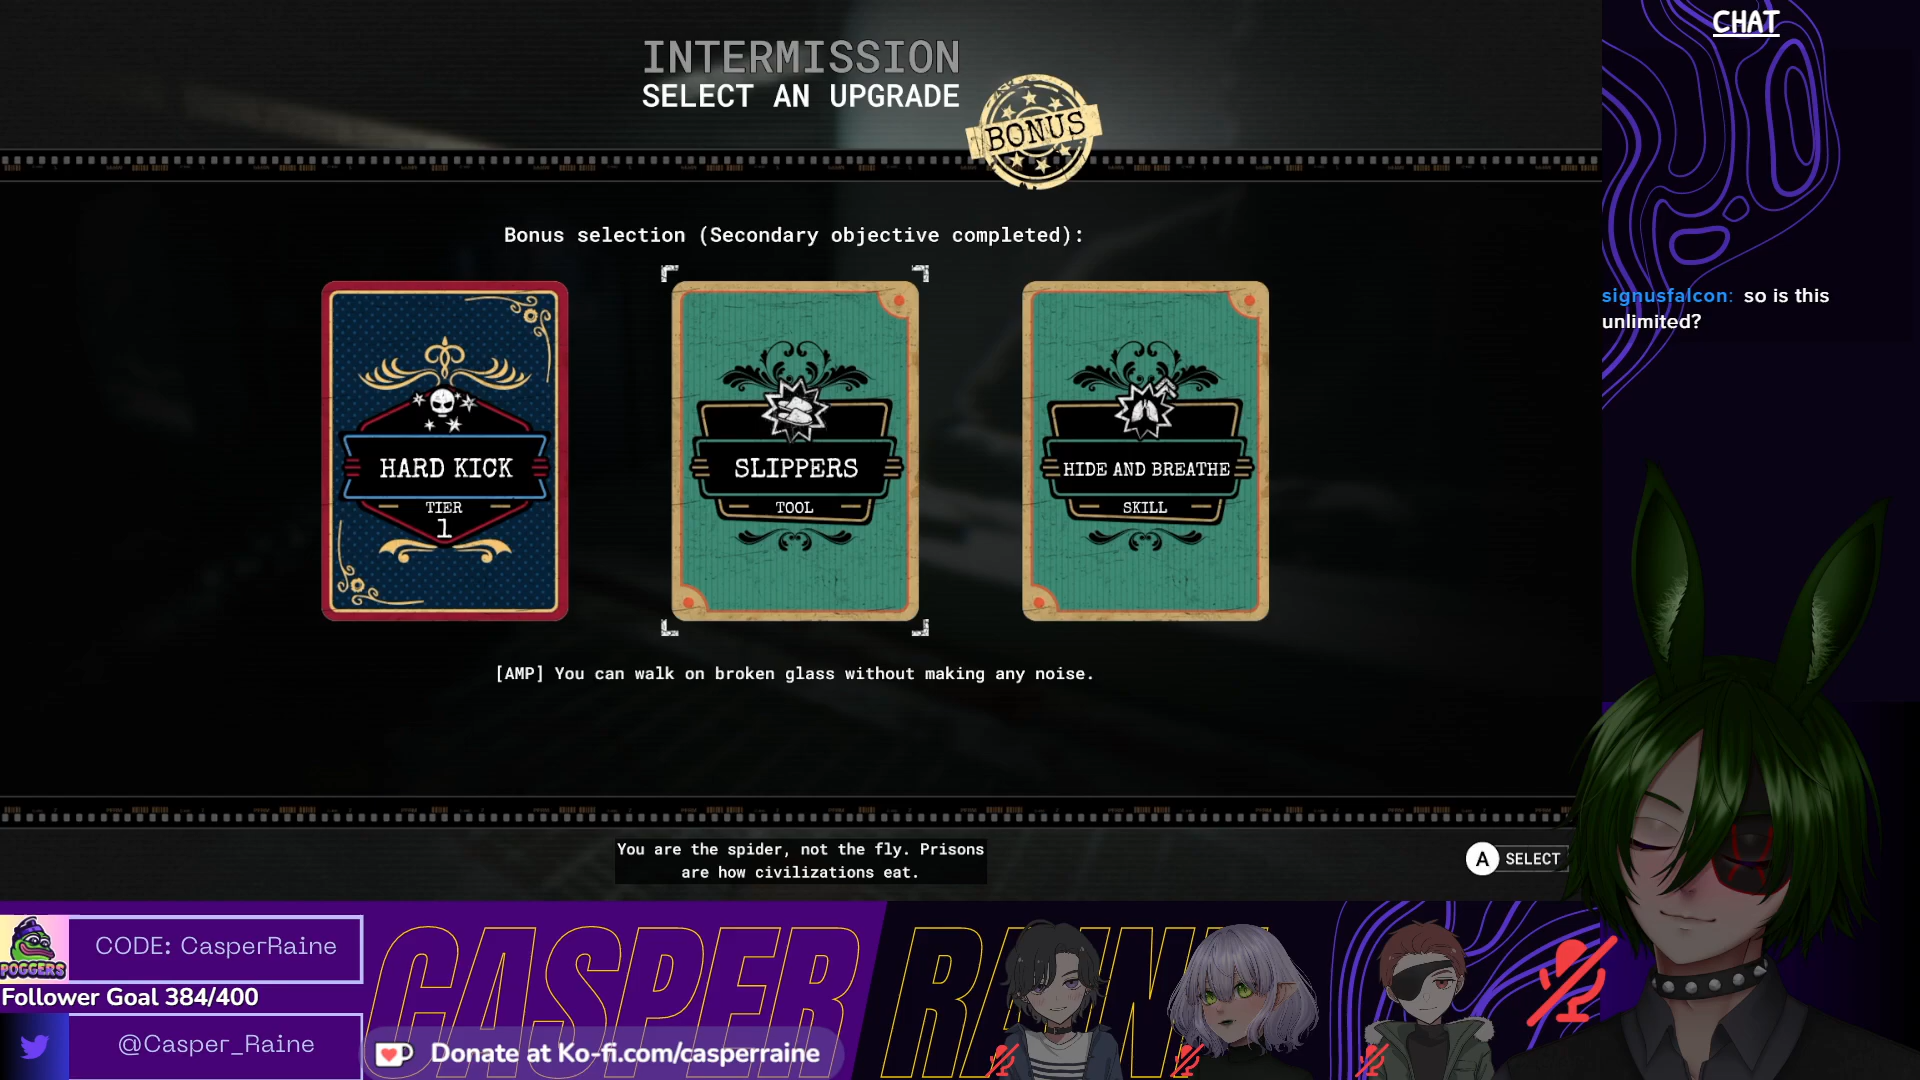 INTERMISSION
SELECT AN UPGRADE
BONUS
Bonus selection (Secondary objective completed):
HARD KICK
TIER
1
SLIPPERS
TOOL
HIDE AND BREATHE
SKILL
[AMP] You can walk on broken glass without making any noise.
You are the spider, not the fly. Prisons
are how civilizations eat.
A SELECT
CHAT
signusfalcon: so is this
unlimited?
POGGERS
CODE: CasperRaine
Follower Goal 384/400
@Casper_Raine
CASPER RAINE
Donate at Ko-fi.com/casperraine